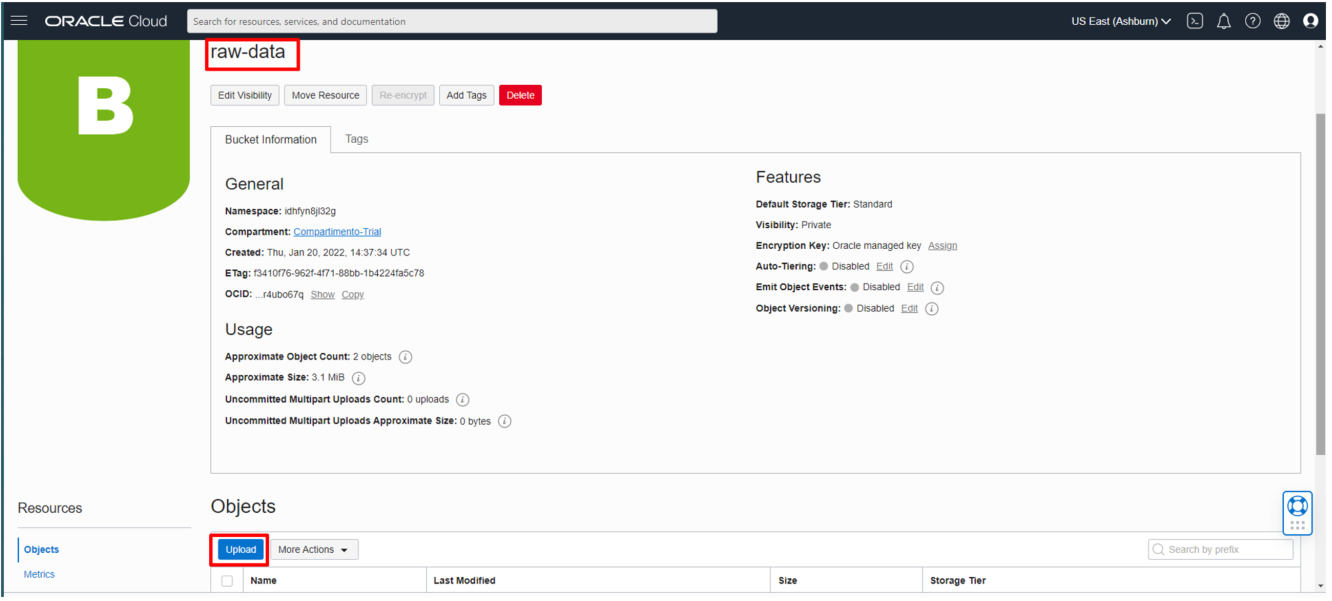 ORACLE Cloud
Search for resources, services, and documentation
US East (Ashburn)
B
raw-data
Edit Visibility Move Resource Re-encrypt Add Tags Delete
Bucket Information Tags
General
Namespace: idhfyn8jl32g
Compartment: Compartimento-Trial
Created: Thu, Jan 20, 2022, 14:37:34 UTC
ETag: f3410f76-962f-4f71-88bb-1b4224fa5c78
OCID: ...r4ubo67q Show Copy
Usage
Approximate Object Count: 2 objects i
Approximate Size: 3.1 MiB i
Uncommitted Multipart Uploads Count: 0 uploads i
Uncommitted Multipart Uploads Approximate Size: 0 bytes i
Features
Default Storage Tier: Standard
Visibility: Private
Encryption Key: Oracle managed key Assign
Auto-Tiering: Disabled Edit i
Emit Object Events: Disabled Edit i
Object Versioning: Disabled Edit i
Resources
Objects
Metrics
Objects
Upload More Actions
Search by prefix
Name Last Modified Size Storage Tier